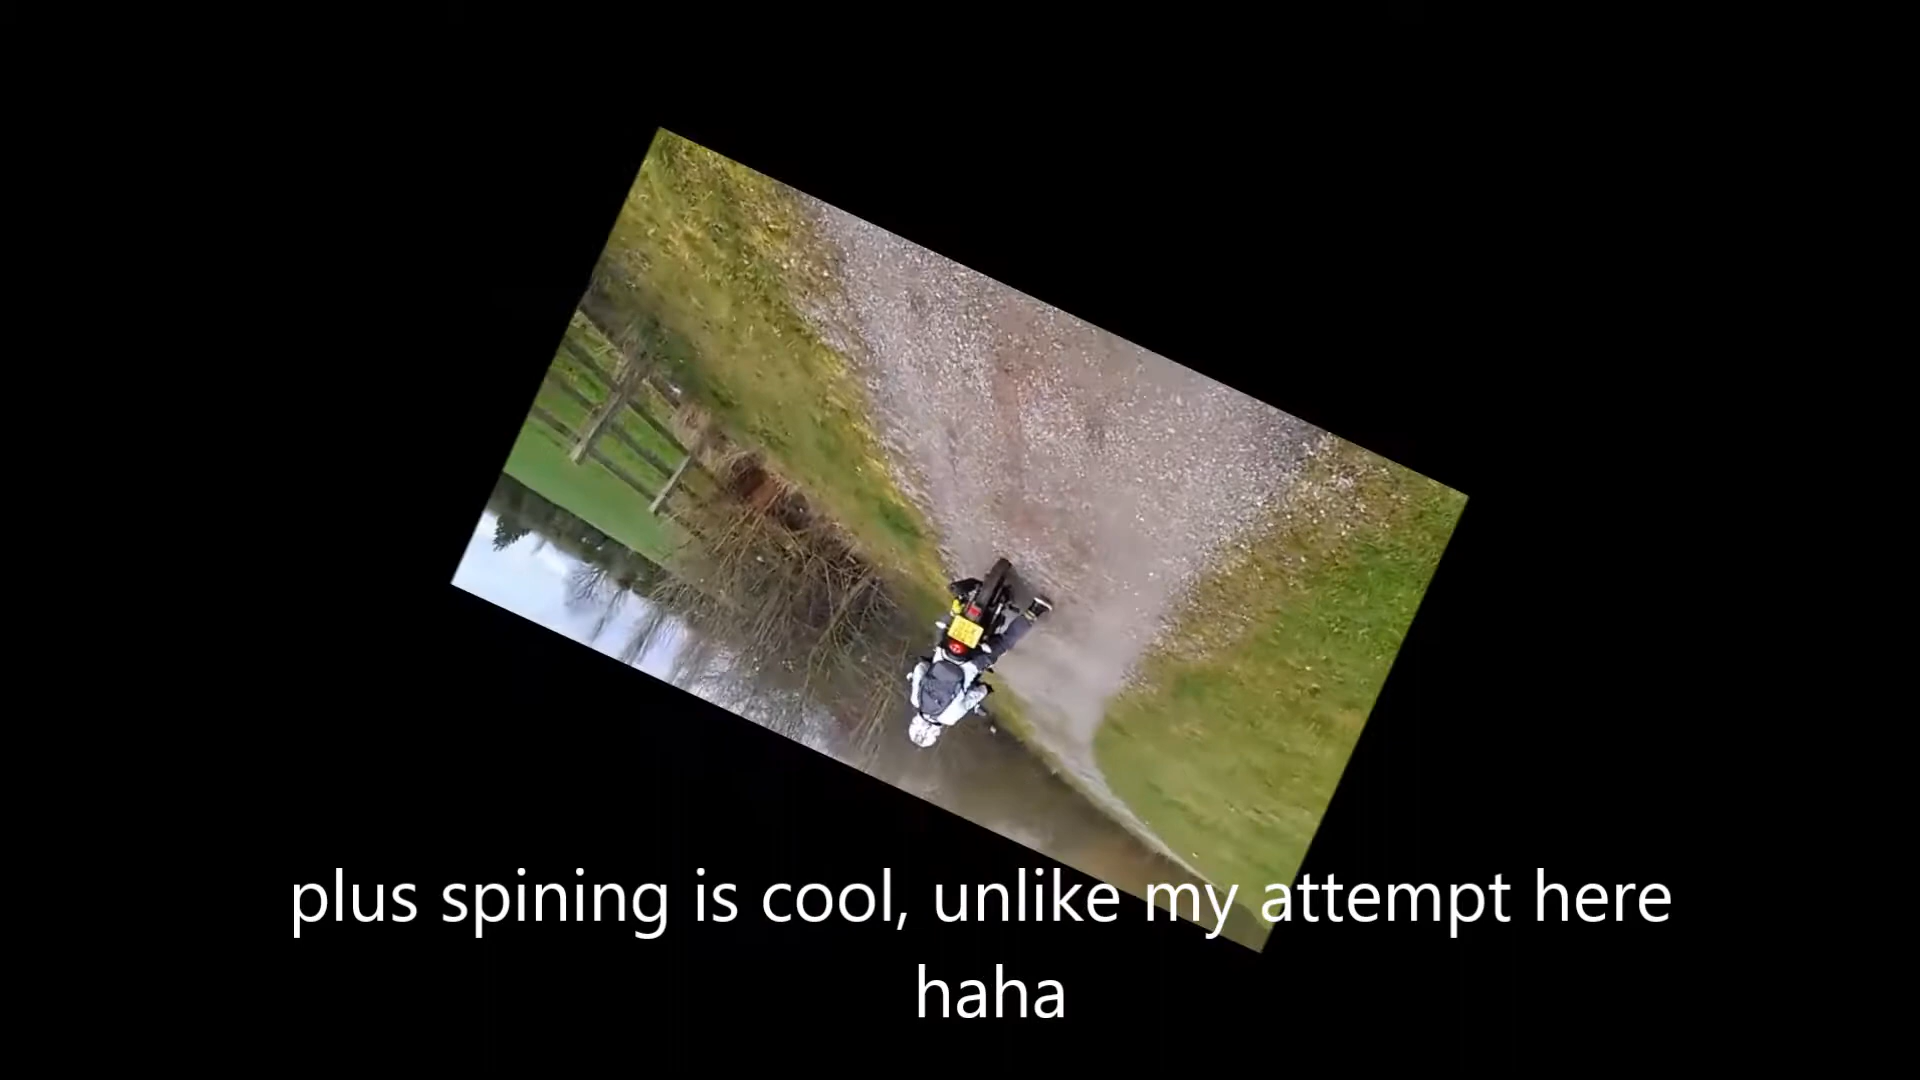 plus spining is cool, unlike my attempt here
haha